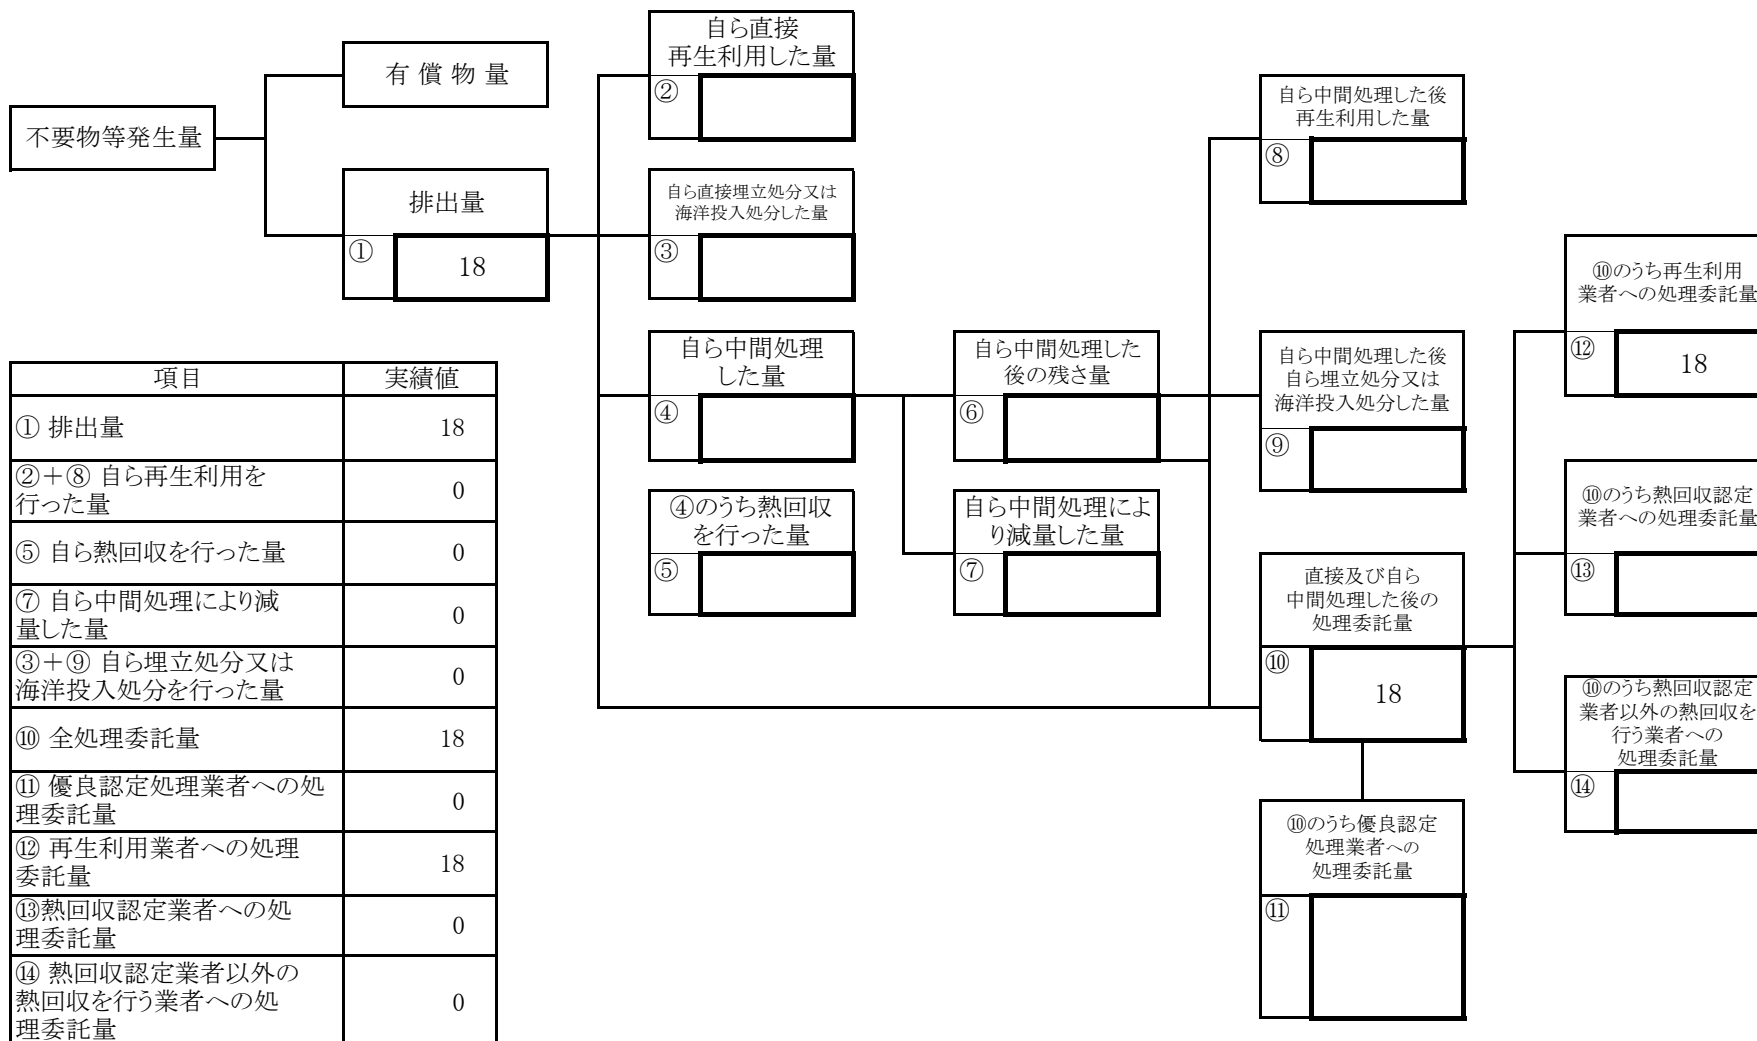 不要物等発生量
有 償 物 量
排出量
①
18
自ら直接
再生利用した量
②
自ら直接埋立処分又は
海洋投入処分した量
③
自ら中間処理
した量
④
④のうち熱回収
を行った量
⑤
自ら中間処理した
後の残さ量
⑥
自ら中間処理によ
り減量した量
⑦
自ら中間処理した後
再生利用した量
⑧
自ら中間処理した後
自ら埋立処分又は
海洋投入処分した量
⑨
直接及び自ら
中間処理した後の
処理委託量
⑩
18
⑩のうち優良認定
処理業者への
処理委託量
⑪
⑩のうち再生利用
業者への処理委託量
⑫
18
⑩のうち熱回収認定
業者への処理委託量
⑬
⑩のうち熱回収認定
業者以外の熱回収を
行う業者への
処理委託量
⑭
項目 実績値
① 排出量 18
②+⑧ 自ら再生利用を
行った量 0
⑤ 自ら熱回収を行った量 0
⑦ 自ら中間処理により減
量した量 0
③+⑨ 自ら埋立処分又は
海洋投入処分を行った量 0
⑩ 全処理委託量 18
⑪ 優良認定処理業者への処
理委託量 0
⑫ 再生利用業者への処理
委託量 18
⑬熱回収認定業者への処
理委託量 0
⑭ 熱回収認定業者以外の
熱回収を行う業者への処
理委託量 0